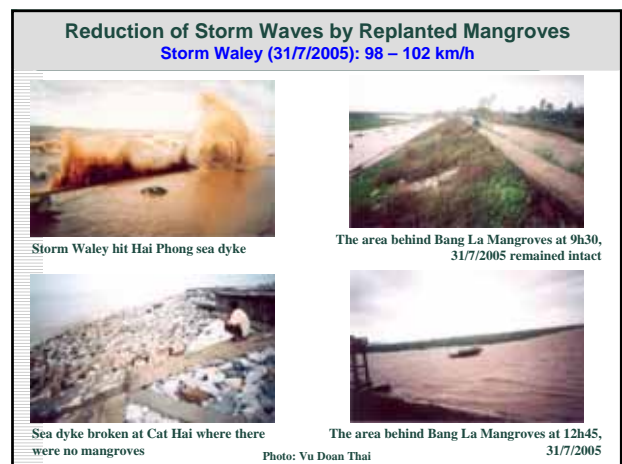 Reduction of Storm Waves by Replanted Mangroves
Storm Waley (31/7/2005): 98 – 102 km/h
Storm Waley hit Hai Phong sea dyke
The area behind Bang La Mangroves at 9h30,
31/7/2005 remained intact
Sea dyke broken at Cat Hai where there
were no mangroves
The area behind Bang La Mangroves at 12h45,
31/7/2005
Photo: Vu Doan Thai